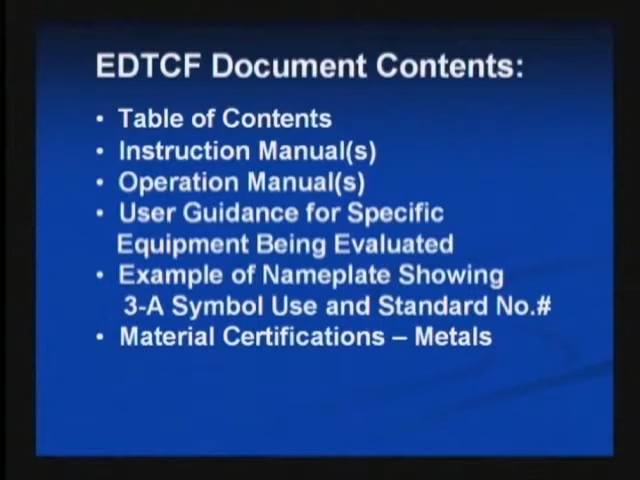 EDTCF Document Contents:
• Table of Contents
• Instruction Manual(s)
• Operation Manual(s)
• User Guidance for Specific
Equipment Being Evaluated
• Example of Nameplate Showing
3-A Symbol Use and Standard No.#
• Material Certifications – Metals